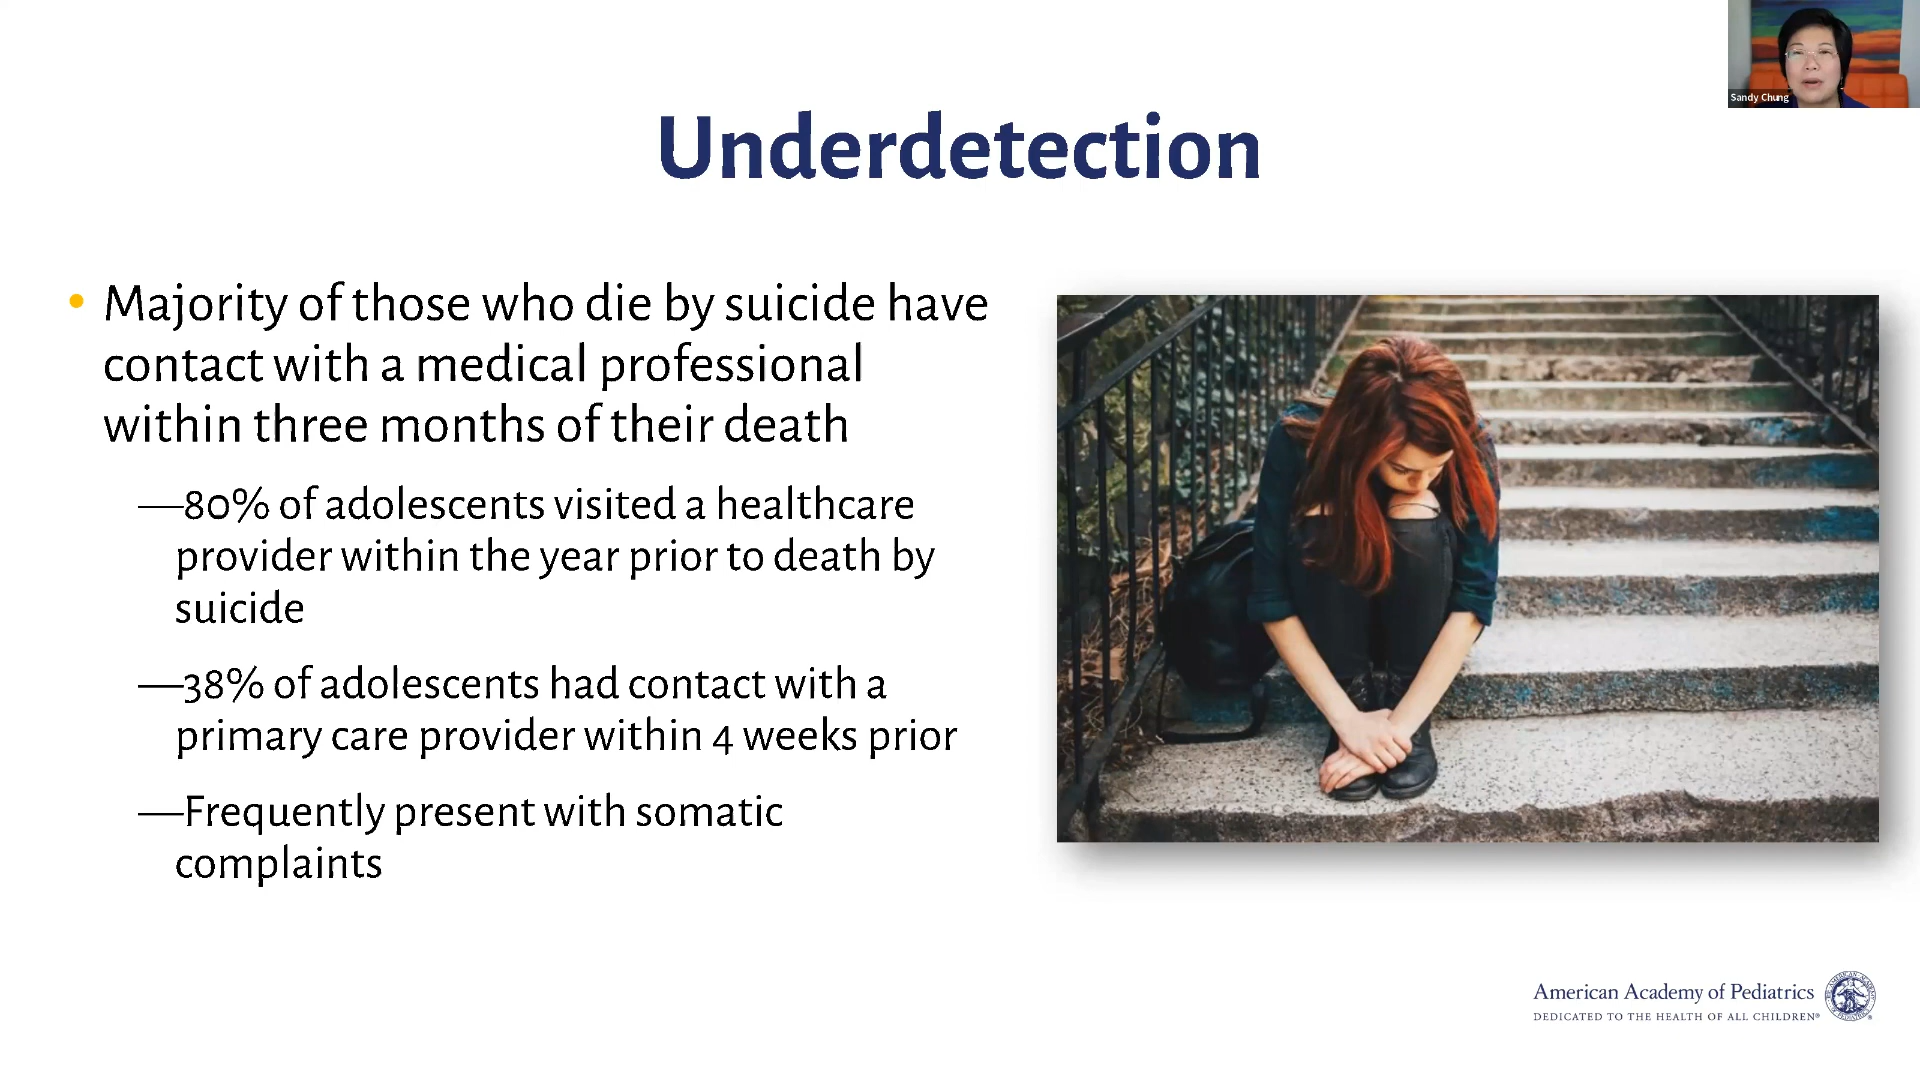 Sandy Chung
Underdetection
• Majority of those who die by suicide have
contact with a medical professional
within three months of their death
—80% of adolescents visited a healthcare
provider within the year prior to death by
suicide
—38% of adolescents had contact with a
primary care provider within 4 weeks prior
—Frequently present with somatic
complaints
American Academy of Pediatrics
DEDICATED TO THE HEALTH OF ALL CHILDREN®